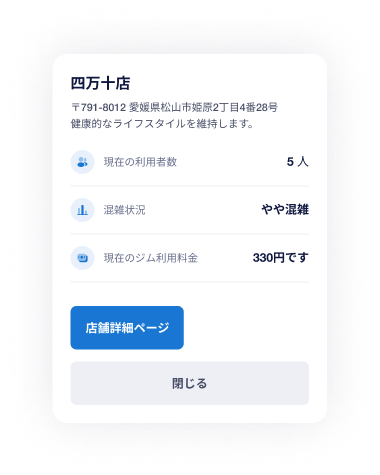 四万十店
〒791-8012 愛媛県松山市姫原2丁目4番28号
健康的なライフスタイルを維持します。
現在の利用者数 5 人
混雑状況 やや混雑
現在のジム利用料金 330円です
店舗詳細ページ
閉じる